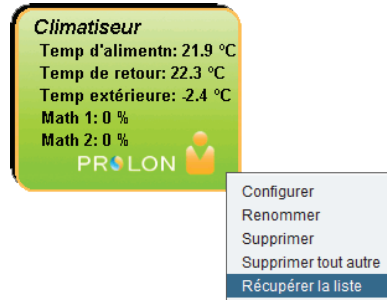 Climatiseur
Temp d'alimentn: 21.9 °C
Temp de retour: 22.3 °C
Temp extérieure: -2.4 °C
Math 1: 0 %
Math 2: 0 %
PROLON
Configurer
Renommer
Supprimer
Supprimer tout autre
Récupérer la liste